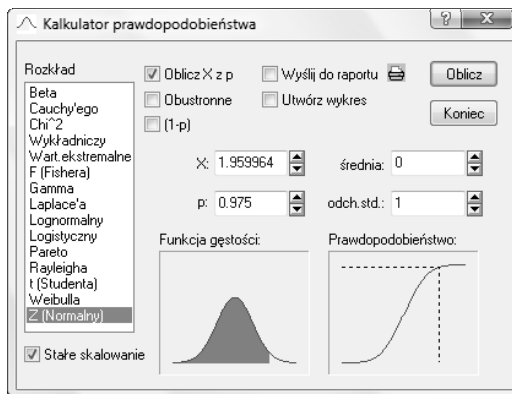 Kalkulator prawdopodobieństwa
Rozkład
Beta
Cauchy'ego
Chi^2
Wykładniczy
Wart.ekstremalne
F (Fishera)
Gamma
Laplace'a
Lognormalny
Logistyczny
Pareto
Rayleigha
t (Studenta)
Weibulla
Z (Normalny)
Stałe skalowanie
Oblicz X z p
Wyślij do raportu
Oblicz
Obustronne
Utwórz wykres
Koniec
(1-p)
X: 1.959964
średnia: 0
p: 0.975
odch.std.: 1
Funkcja gęstości:
Prawdopodobieństwo: